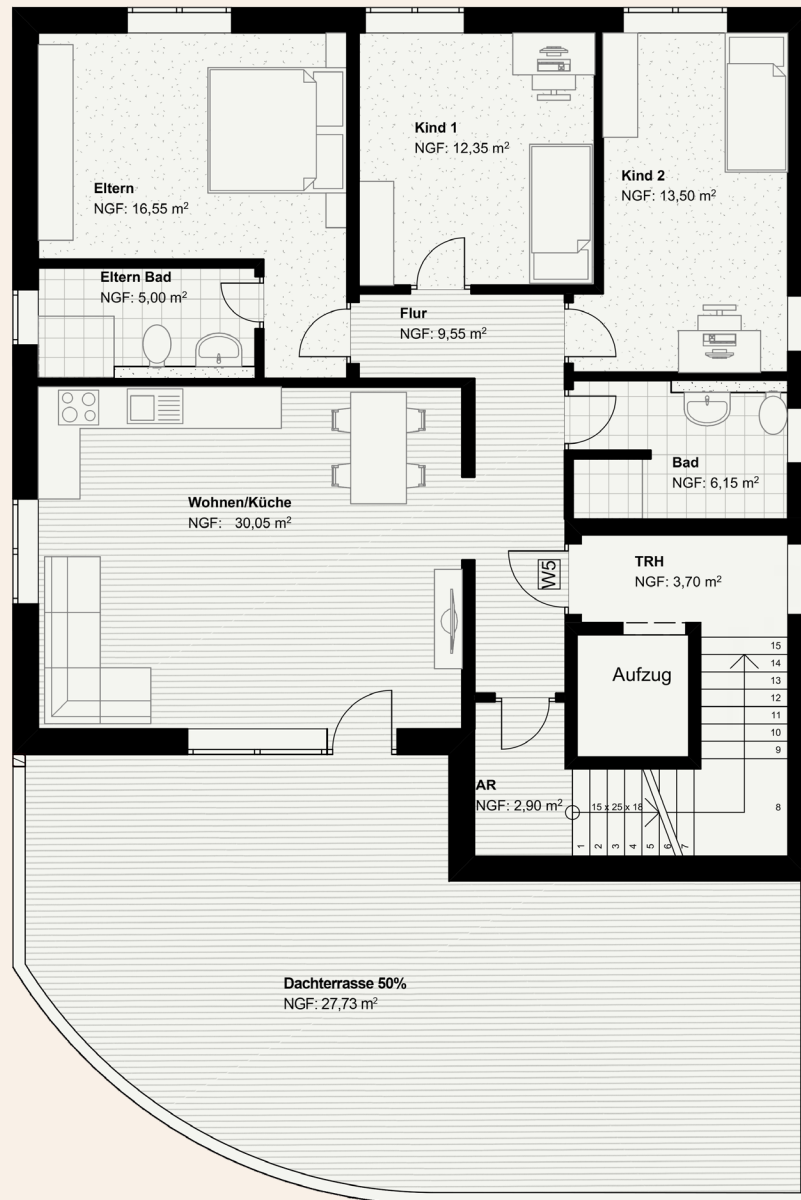 Kind 1
NGF: 12,35 m²
Kind 2
NGF: 13,50 m²
Eltern
NGF: 16,55 m²
Eltern Bad
NGF: 5,00 m²
Flur
NGF: 9,55 m²
Bad
NGF: 6,15 m²
Wohnen/Küche
NGF: 30,05 m²
W5
TRH
NGF: 3,70 m²
Aufzug
15
14
13
12
11
10
9
8
AR
NGF: 2,90 m²
15 x 25 x 18
1
2
3
4
5
6
7
Dachterrasse 50%
NGF: 27,73 m²